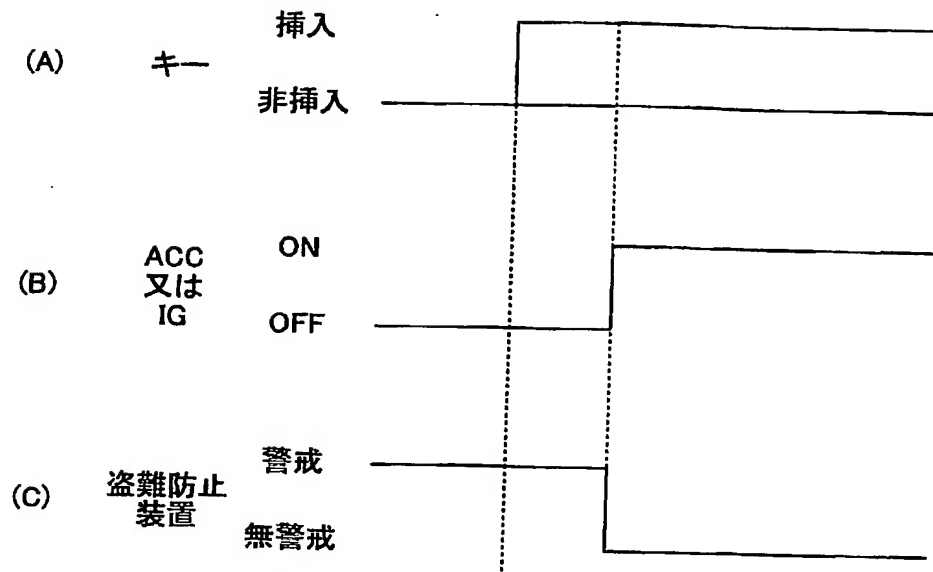 挿入
(A) キー
非挿入
ON
ACC
(B) 又は
IG
OFF
警戒
(C) 盗難防止
装置
無警戒